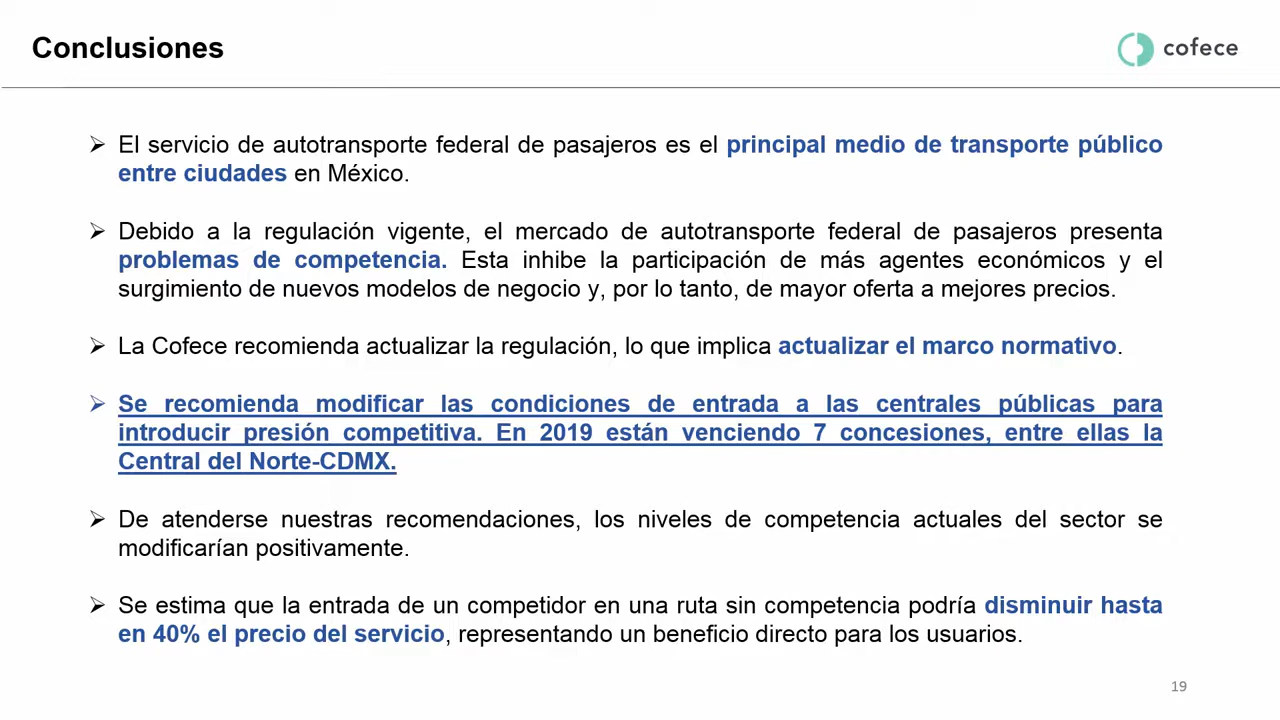 Conclusiones
cofece
➢ El servicio de autotransporte federal de pasajeros es el principal medio de transporte público
entre ciudades en México.
➢ Debido a la regulación vigente, el mercado de autotransporte federal de pasajeros presenta
problemas de competencia. Esta inhibe la participación de más agentes económicos y el
surgimiento de nuevos modelos de negocio y, por lo tanto, de mayor oferta a mejores precios.
➢ La Cofece recomienda actualizar la regulación, lo que implica actualizar el marco normativo.
➢ Se recomienda modificar las condiciones de entrada a las centrales públicas para
introducir presión competitiva. En 2019 están venciendo 7 concesiones, entre ellas la
Central del Norte-CDMX.
➢ De atenderse nuestras recomendaciones, los niveles de competencia actuales del sector se
modificarían positivamente.
➢ Se estima que la entrada de un competidor en una ruta sin competencia podría disminuir hasta
en 40% el precio del servicio, representando un beneficio directo para los usuarios.
19